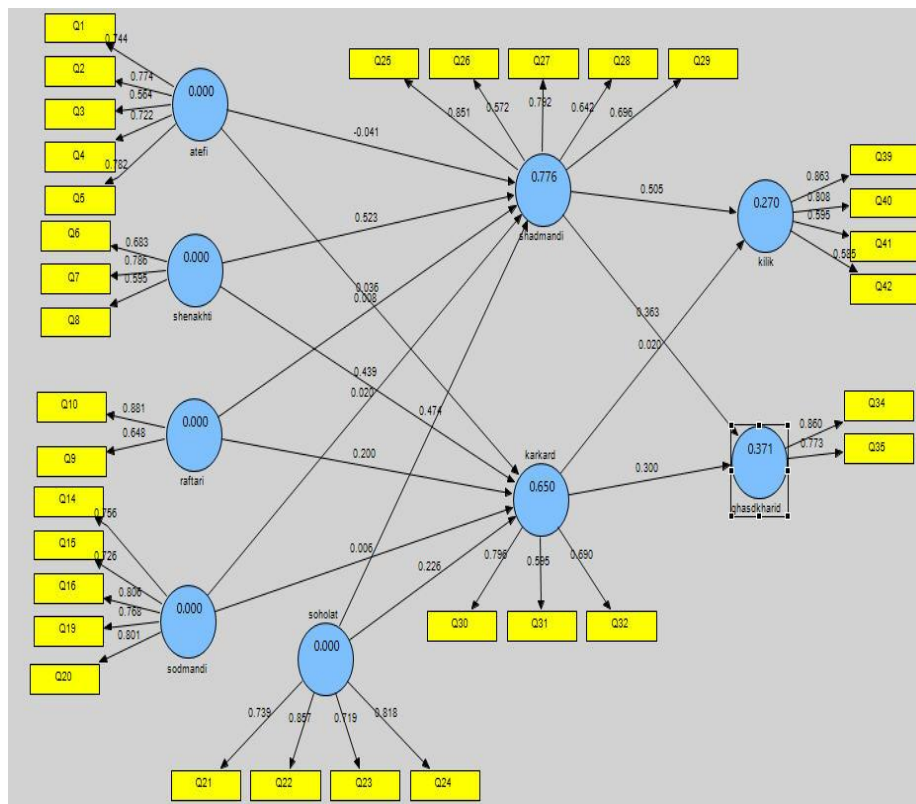 Q1
0.744
Q2
0.774
Q3
0.564
Q4
0.722
Q5
0.782
0.000
atefi
Q25
Q26
Q27
Q28
Q29
0.851
0.572
0.792
0.642
0.696
-0.041
0.776
shadmandi
0.505
Q39
0.863
Q40
0.808
Q41
0.595
Q42
0.585
0.270
kilik
Q6
0.683
Q7
0.786
Q8
0.595
0.000
shenakhti
0.523
0.036
0.008
0.363
0.020
0.439
0.020
0.474
Q10
0.881
Q9
0.648
0.000
raftari
0.200
karkard
0.650
0.300
0.371
ghasdkharid
Q34
0.860
Q35
0.773
Q14
0.756
Q15
0.726
Q16
0.806
Q19
0.768
Q20
0.801
0.000
sodmandi
0.006
0.226
soholat
0.000
0.796
0.595
0.690
Q30
Q31
Q32
0.739
0.857
0.719
0.818
Q21
Q22
Q23
Q24